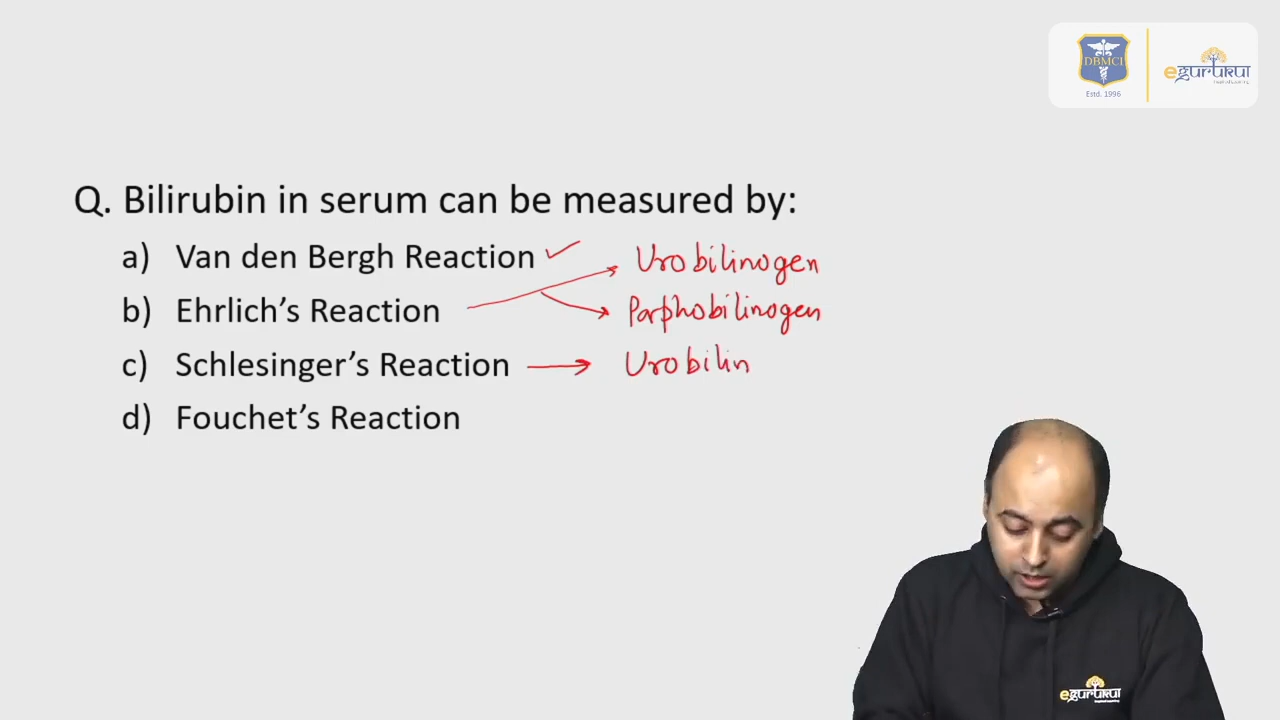 DBMCI
Estd. 1996
egurukul
Q. Bilirubin in serum can be measured by:
a) Van den Bergh Reaction ✓ Urobilinogen
b) Ehrlich's Reaction Porphobilinogen
c) Schlesinger's Reaction → Urobilin
d) Fouchet's Reaction
egurukul